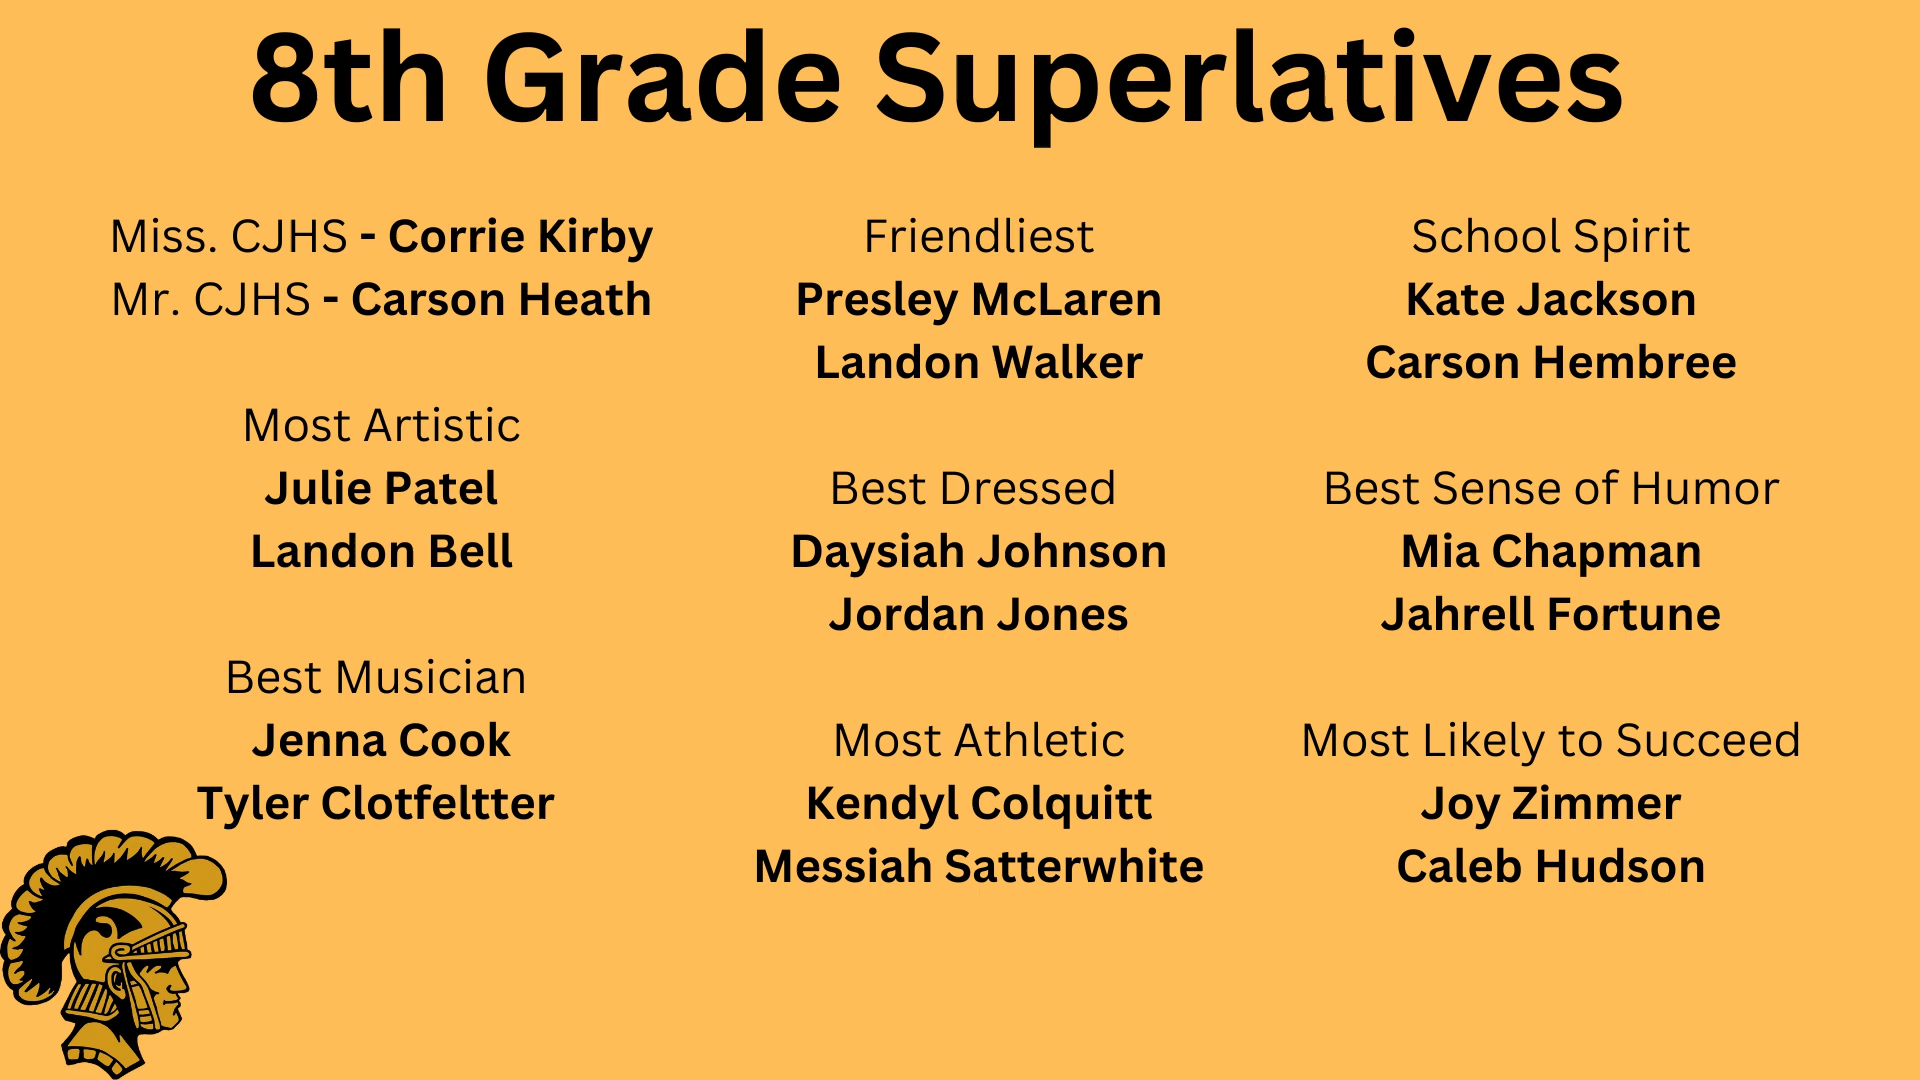 8th Grade Superlatives
Miss. CJHS - Corrie Kirby
Mr. CJHS - Carson Heath
Most Artistic
Julie Patel
Landon Bell
Best Musician
Jenna Cook
Tyler Clotfeltter
Friendliest
Presley McLaren
Landon Walker
Best Dressed
Daysiah Johnson
Jordan Jones
Most Athletic
Kendyl Colquitt
Messiah Satterwhite
School Spirit
Kate Jackson
Carson Hembree
Best Sense of Humor
Mia Chapman
Jahrell Fortune
Most Likely to Succeed
Joy Zimmer
Caleb Hudson